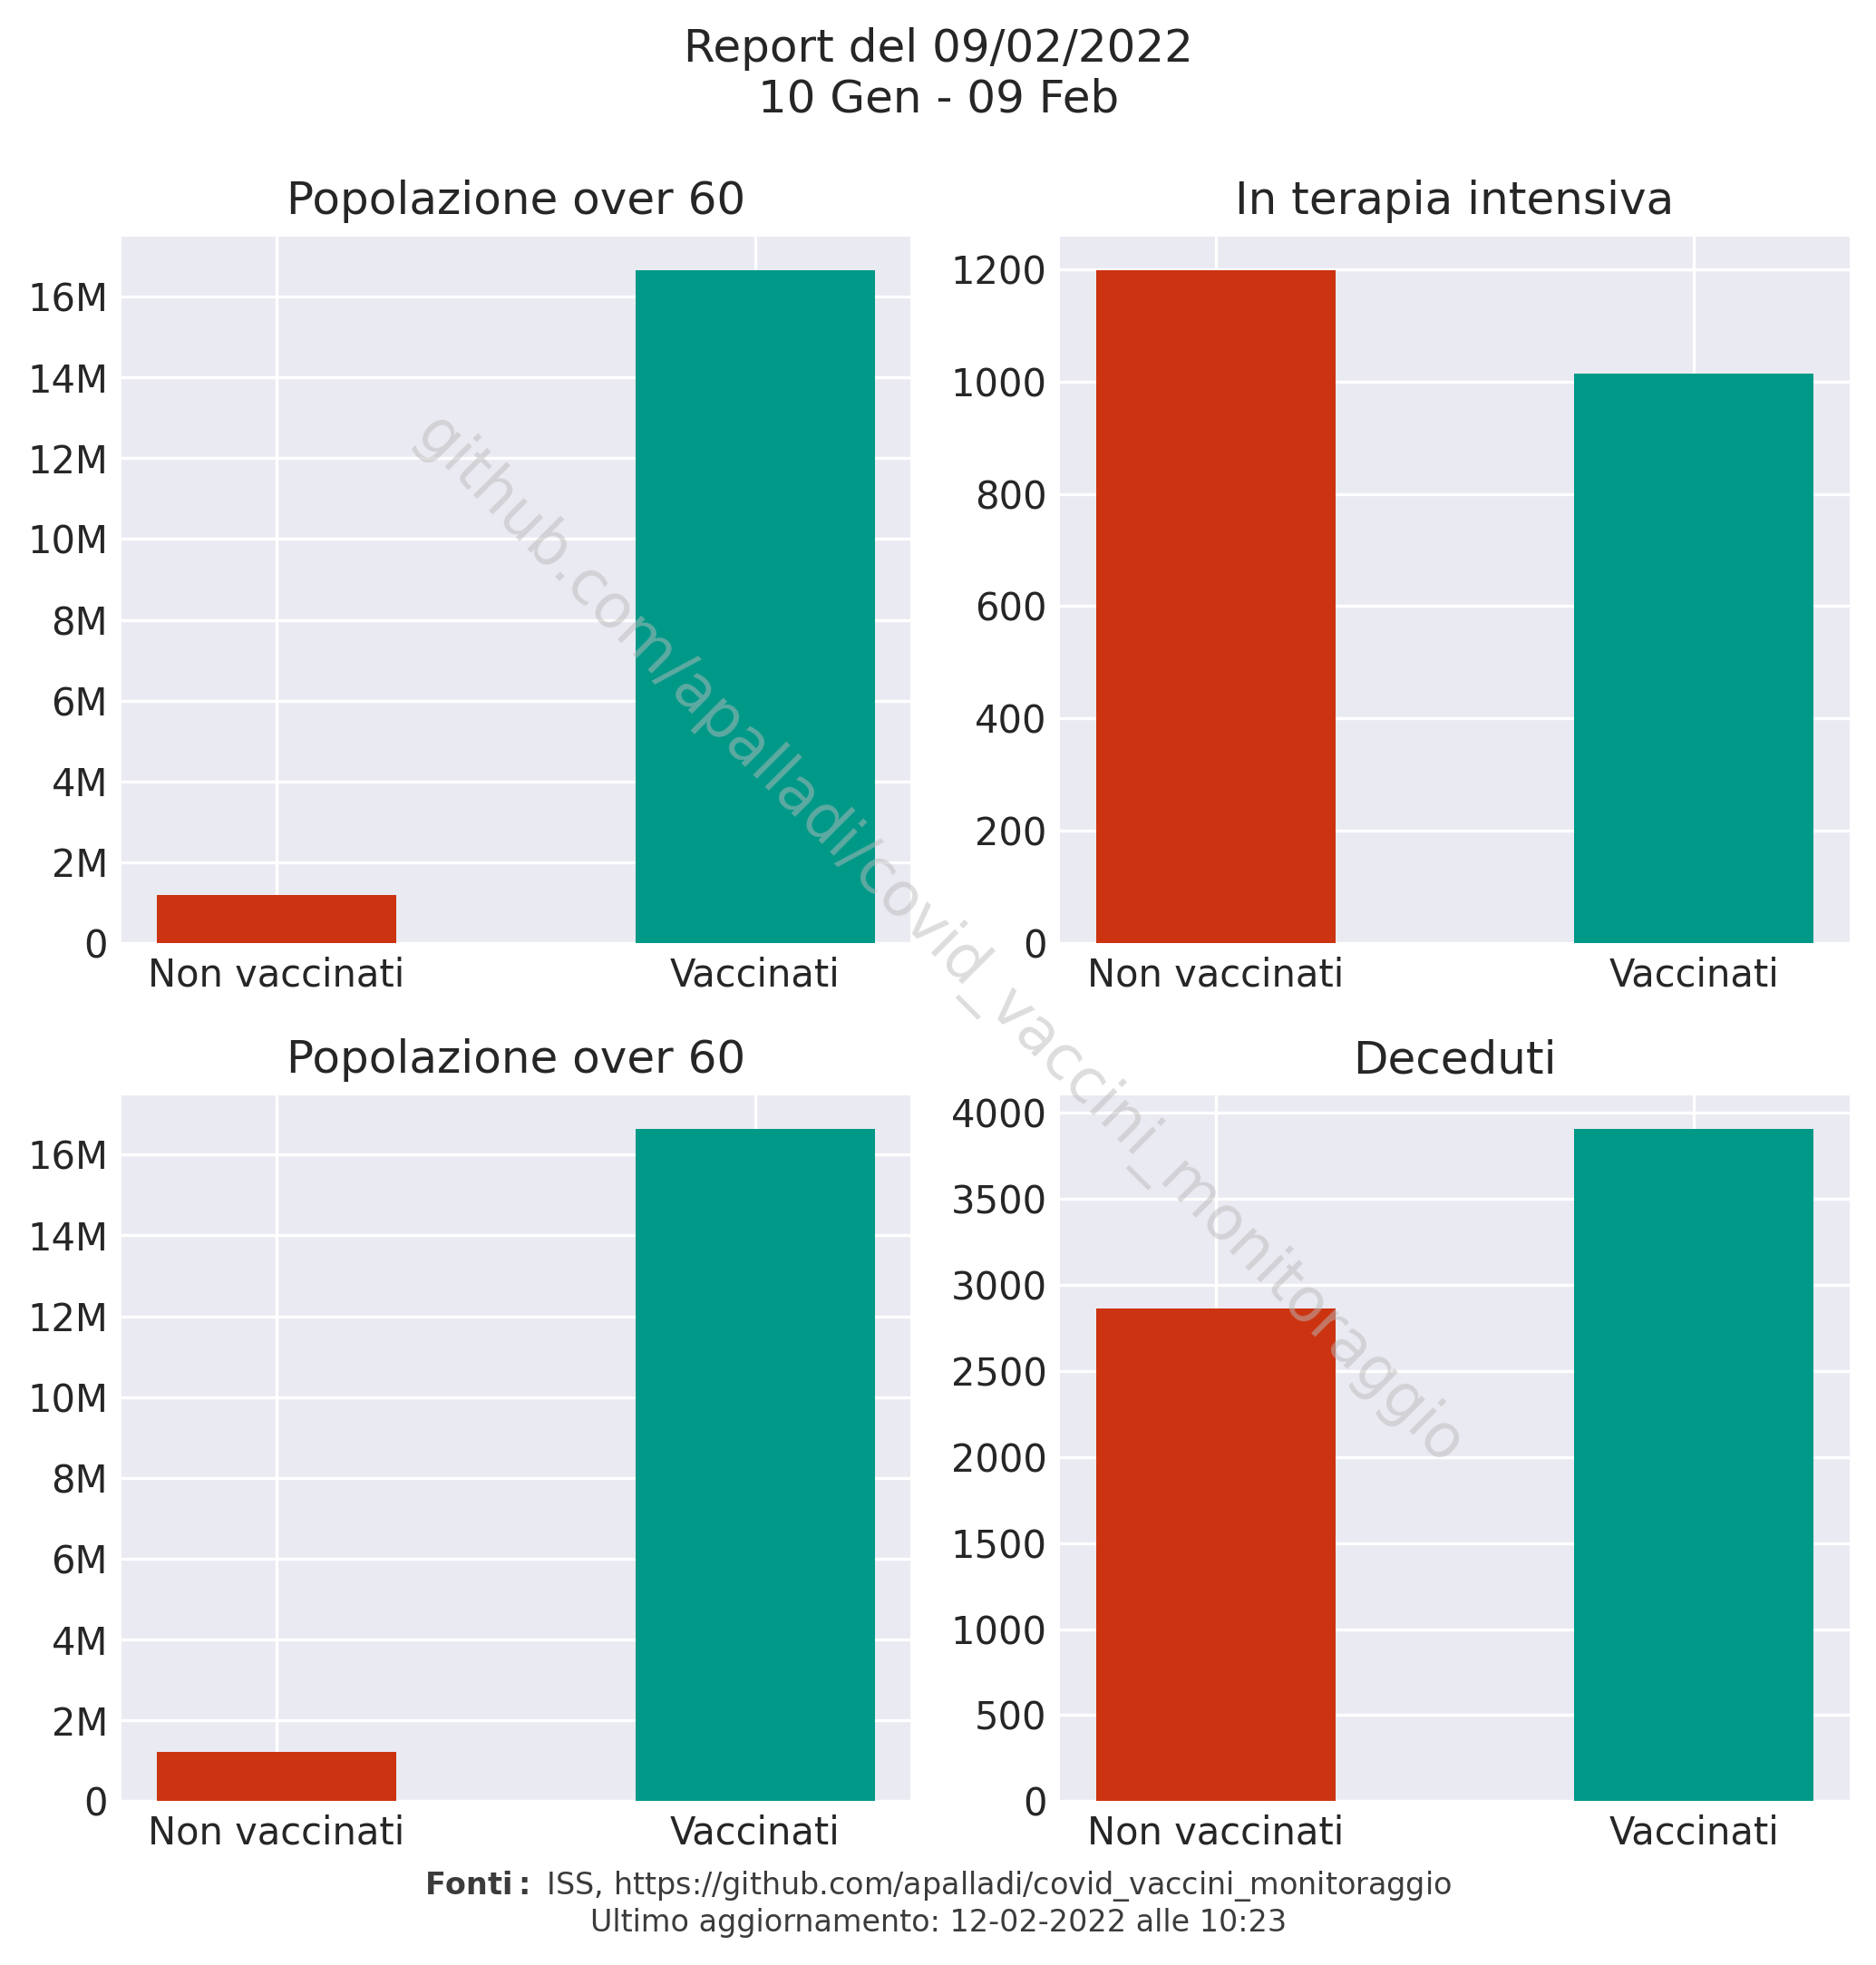 Report del 09/02/2022
10 Gen - 09 Feb
Popolazione over 60
16M
14M
12M
10M
8M
6M
4M
2M
0
Non vaccinati
Vaccinati
In terapia intensiva
1200
1000
800
600
400
200
0
Non vaccinati
Vaccinati
Popolazione over 60
16M
14M
12M
10M
8M
6M
4M
2M
0
Non vaccinati
Vaccinati
Deceduti
4000
3500
3000
2500
2000
1500
1000
500
0
Non vaccinati
Vaccinati
github.com/apalladi/covid_vaccini_monitoraggio
Fonti: ISS, https://github.com/apalladi/covid_vaccini_monitoraggio
Ultimo aggiornamento: 12-02-2022 alle 10:23